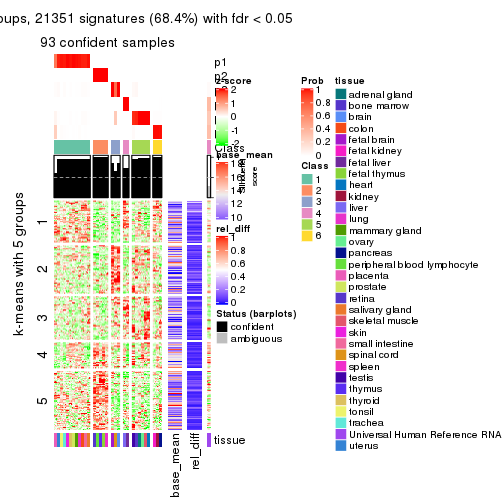 oups, 21351 signatures (68.4%) with fdr < 0.05
93 confident samples
p1
p2
z-score
2
1
0
-1
-2
Class
base_mean
18
16
14
12
10
rel_diff
1
0.8
0.6
0.4
0.2
0
Status (barplots)
confident
ambiguous
score
k-means with 5 groups
1
2
3
4
5
tissue
base_mean
rel_diff
Prob
1
0.8
0.6
0.4
0.2
0
Class
1
2
3
4
5
6
tissue
adrenal gland
bone marrow
brain
colon
fetal brain
fetal kidney
fetal liver
fetal thymus
heart
kidney
liver
lung
mammary gland
ovary
pancreas
peripheral blood lymphocyte
placenta
prostate
retina
salivary gland
skeletal muscle
skin
small intestine
spinal cord
spleen
testis
thymus
thyroid
tonsil
trachea
Universal Human Reference RNA
uterus